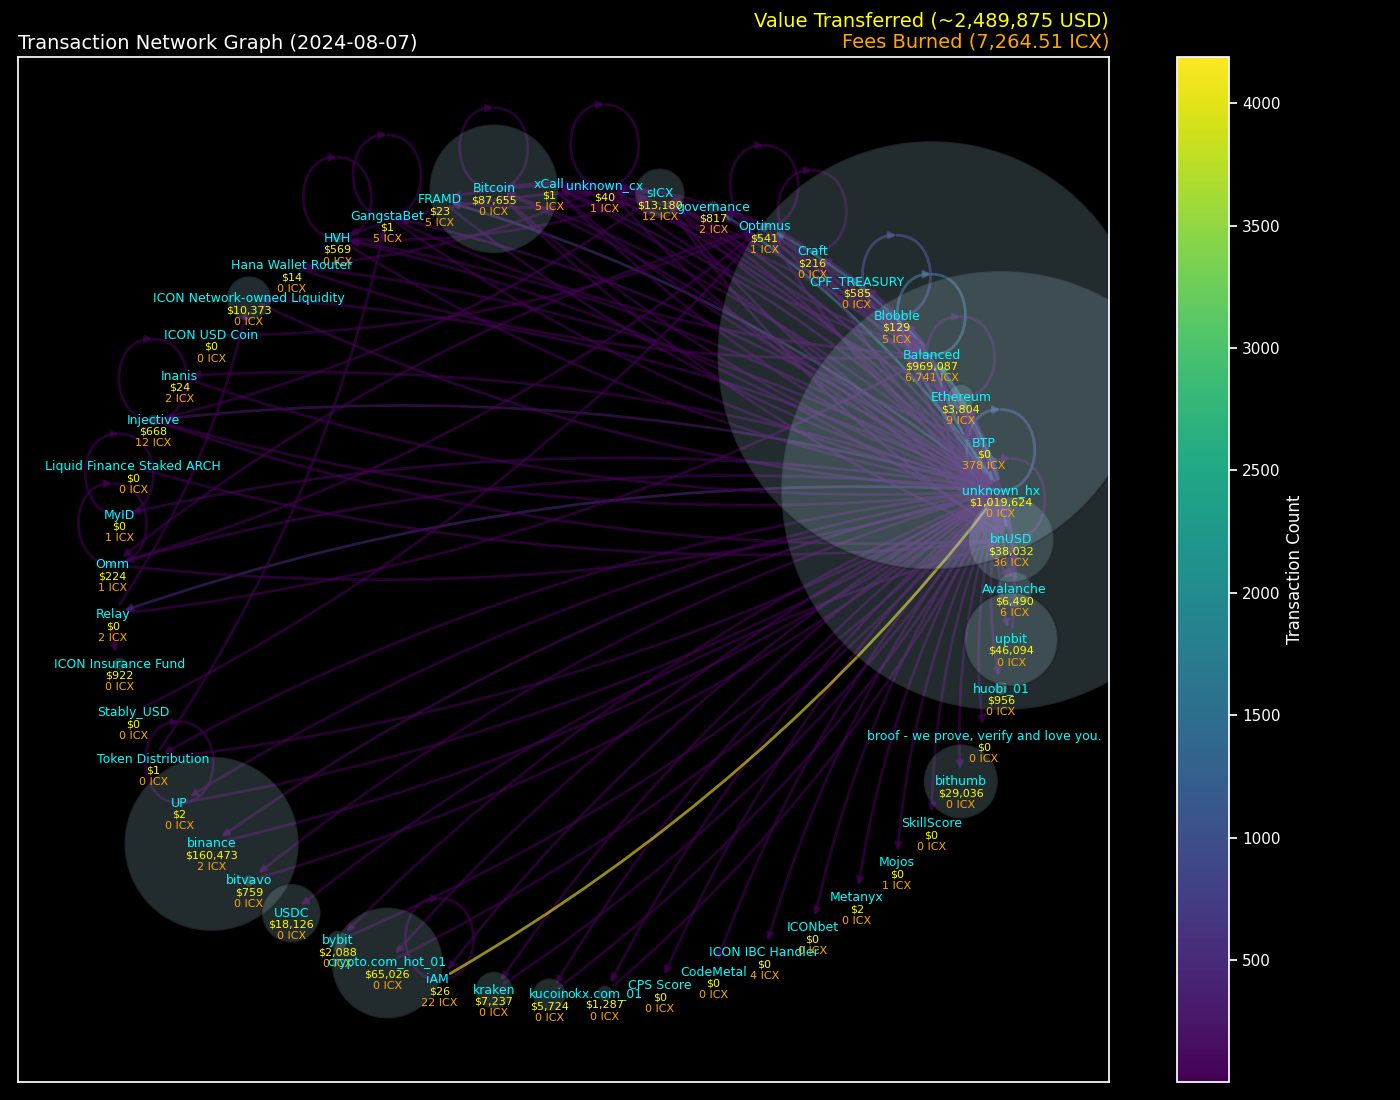 Value Transferred (~2,489,875 USD)
Transaction Network Graph (2024-08-07)
Fees Burned (7,264.51 ICX)
Bitcoin
$87,655
0 ICX
xCall
$1
5 ICX
unknown_cx
$40
1 ICX
sICX
$13,180
12 ICX
governance
$817
2 ICX
Optimus
$541
1 ICX
Craft
$216
0 ICX
CPF_TREASURY
$585
0 ICX
Blobble
$129
5 ICX
Balanced
$969,087
6,741 ICX
Ethereum
$3,804
9 ICX
BTP
$0
378 ICX
unknown_hx
$1,019,624
0 ICX
bnUSD
$38,032
36 ICX
Avalanche
$6,490
6 ICX
upbit
$46,094
0 ICX
huobi_01
$956
0 ICX
broof - we prove, verify and love you.
$0
0 ICX
bithumb
$29,036
0 ICX
SkillScore
$0
0 ICX
Mojos
$0
1 ICX
Metanyx
$2
0 ICX
ICONbet
$0
0 ICX
ICON IBC Handler
$0
4 ICX
CodeMetal
$0
0 ICX
CPS Score
$0
0 ICX
okx.com_01
$1,287
0 ICX
kucoin
$5,724
0 ICX
kraken
$7,237
0 ICX
iAM
$26
22 ICX
crypto.com_hot_01
$65,026
0 ICX
bybit
$2,088
0 ICX
USDC
$18,126
0 ICX
bitvavo
$759
0 ICX
binance
$160,473
2 ICX
UP
$2
0 ICX
Token Distribution
$1
0 ICX
Stably_USD
$0
0 ICX
ICON Insurance Fund
$922
0 ICX
Relay
$0
2 ICX
Omm
$224
1 ICX
MyID
$0
1 ICX
Liquid Finance Staked ARCH
$0
0 ICX
Injective
$668
12 ICX
Inanis
$24
2 ICX
ICON USD Coin
$0
0 ICX
ICON Network-owned Liquidity
$10,373
0 ICX
Hana Wallet Router
$14
0 ICX
HVH
$569
0 ICX
GangstaBet
$1
5 ICX
FRAMD
$23
5 ICX
4000
3500
3000
2500
2000
1500
1000
500
Transaction Count